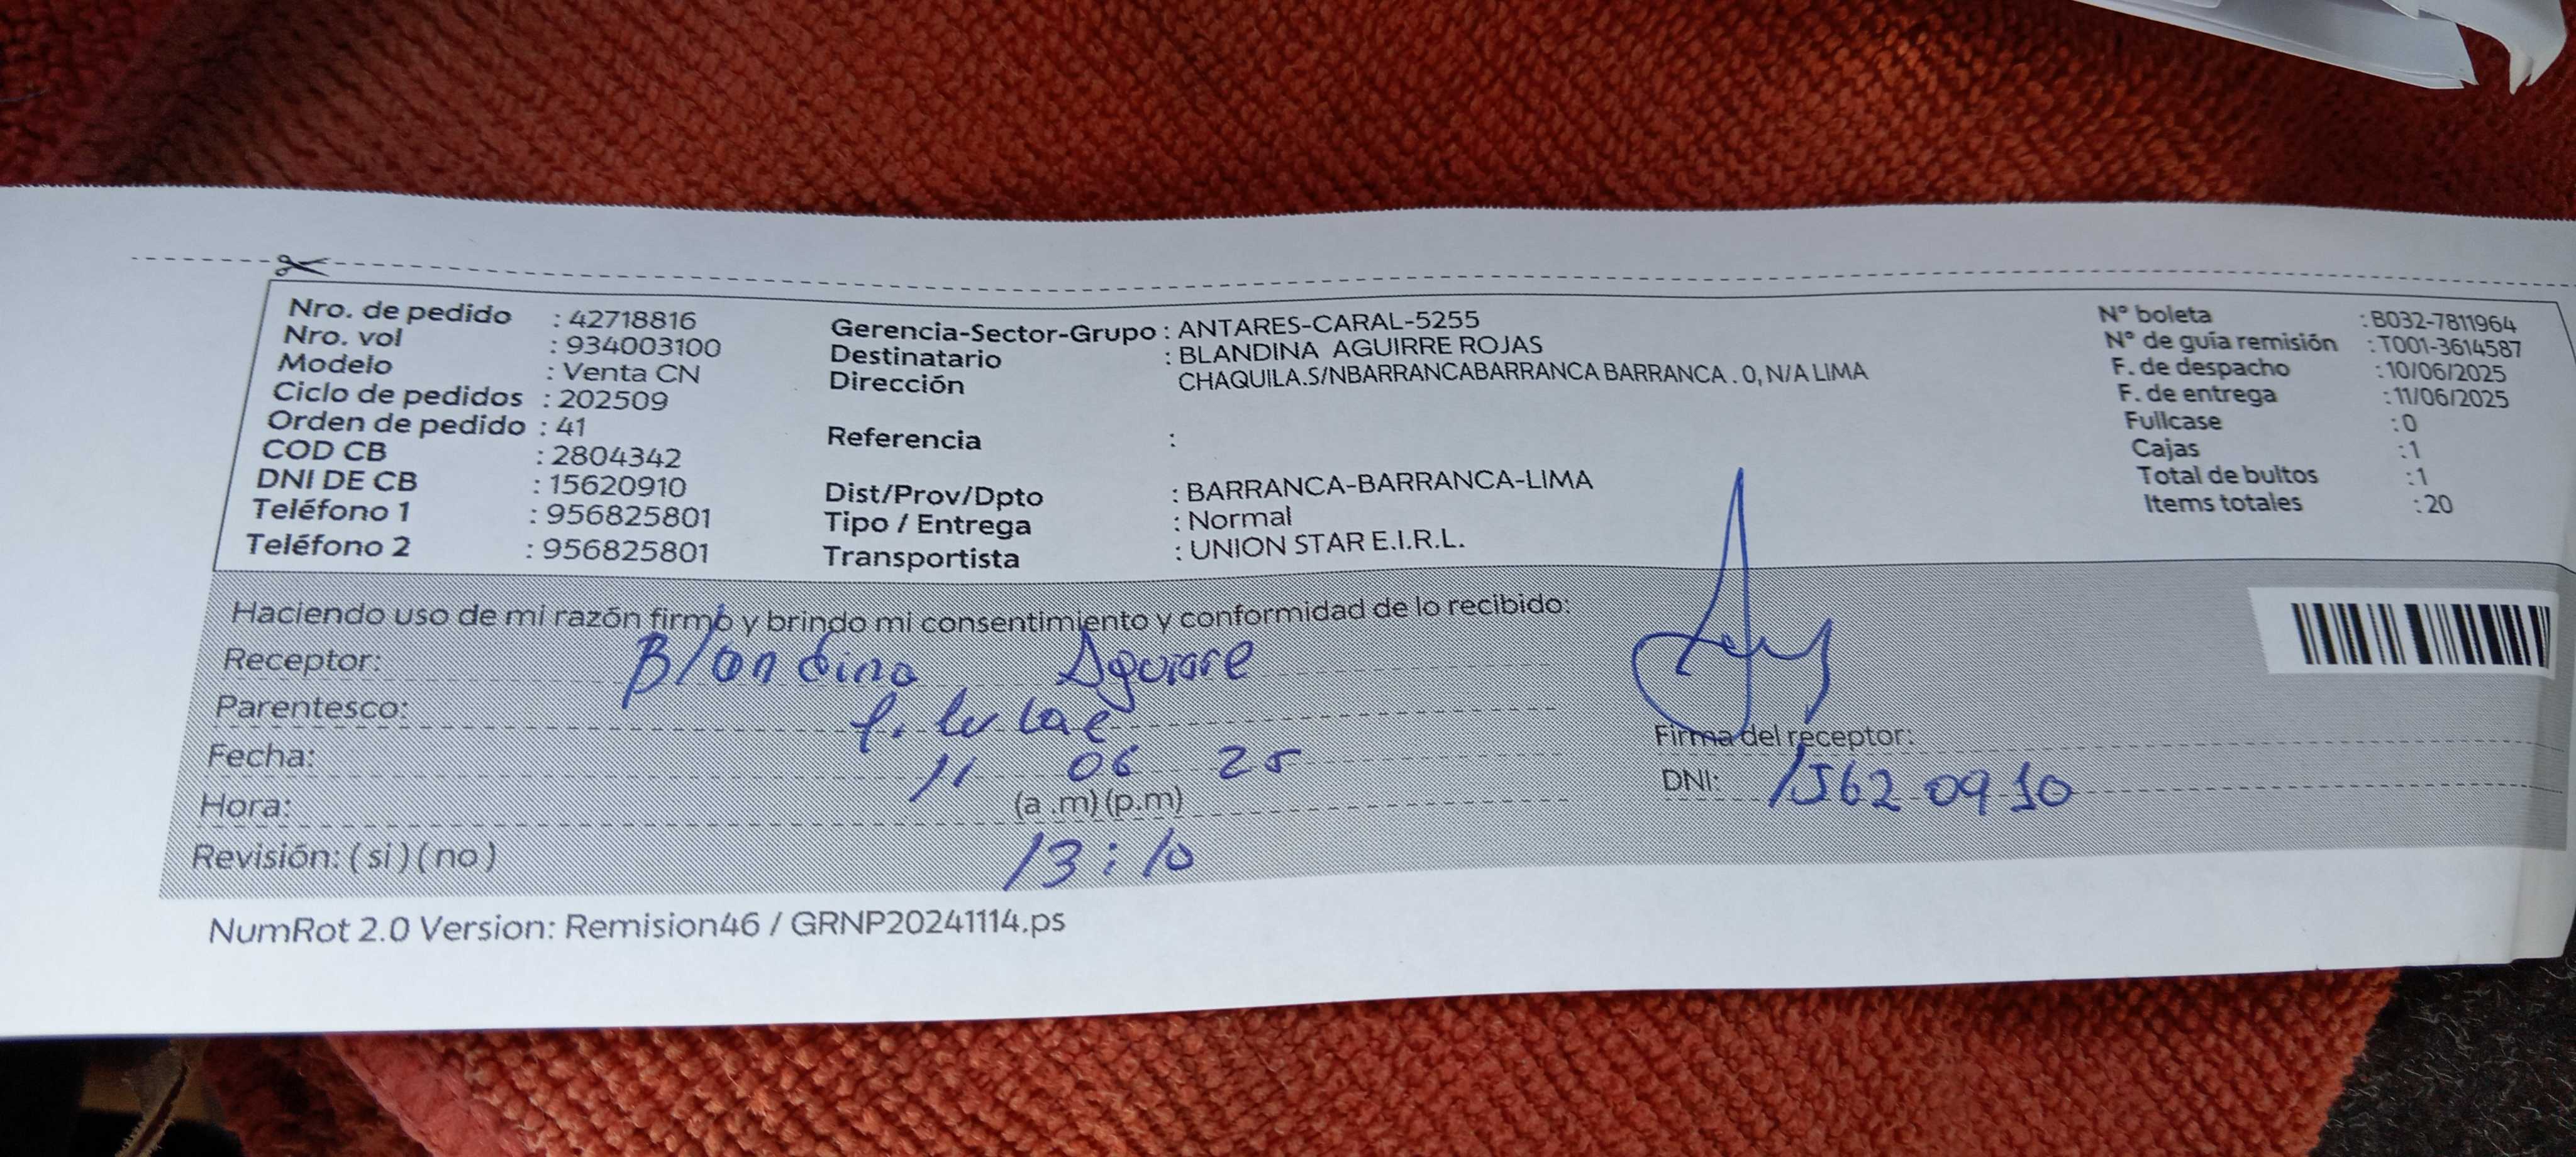 Nro. de pedido : 42718816
Nro. vol : 934003100
Modelo : Venta CN
Ciclo de pedidos : 202509
Orden de pedido : 41
COD CB : 2804342
DNI DE CB : 15620910
Teléfono 1 : 956825801
Teléfono 2 : 956825801
Gerencia-Sector-Grupo : ANTARES-CARAL-5255
Destinatario : BLANDINA AGUIRRE ROJAS
Dirección CHAQUILA.S/NBARRANCABARRANCA BARRANCA . 0, N/A LIMA
Referencia :
Dist/Prov/Dpto : BARRANCA-BARRANCA-LIMA
Tipo / Entrega : Normal
Transportista : UNION STAR E.I.R.L.
N° boleta : B032-7811964
N° de guía remisión : T001-3614587
F. de despacho : 10/06/2025
F. de entrega : 11/06/2025
Fullcase : 0
Cajas : 1
Total de bultos : 1
Items totales : 20
Haciendo uso de mi razón firmo y brindo mi consentimiento y conformidad de lo recibido:
Receptor: Blandina Aguirre
Parentesco: titular
Fecha: 11 06 25
Hora: (a .m) (p.m)
13:10
Revisión: ( si ) ( no )
Firma del receptor:
DNI: 15620910
NumRot 2.0 Version: Remision46 / GRNP20241114.ps